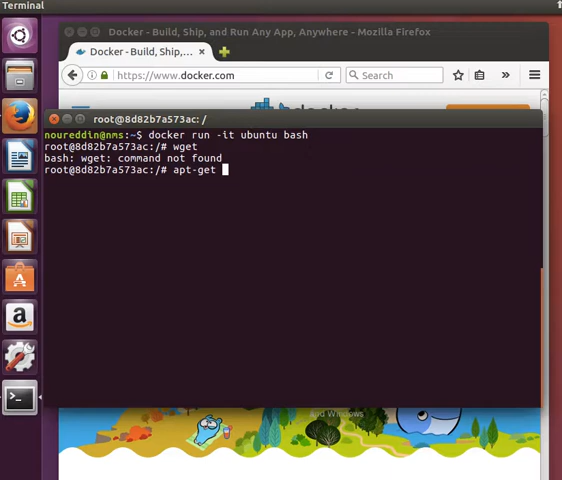 Terminal
Docker - Build, Ship, and Run Any App, Anywhere - Mozilla Firefox
Docker - Build, Ship,...
https://www.docker.com
Search
root@8d82b7a573ac: /
noureddin@nms:~$ docker run -it ubuntu bash
root@8d82b7a573ac:/# wget
bash: wget: command not found
root@8d82b7a573ac:/# apt-get
and Windows